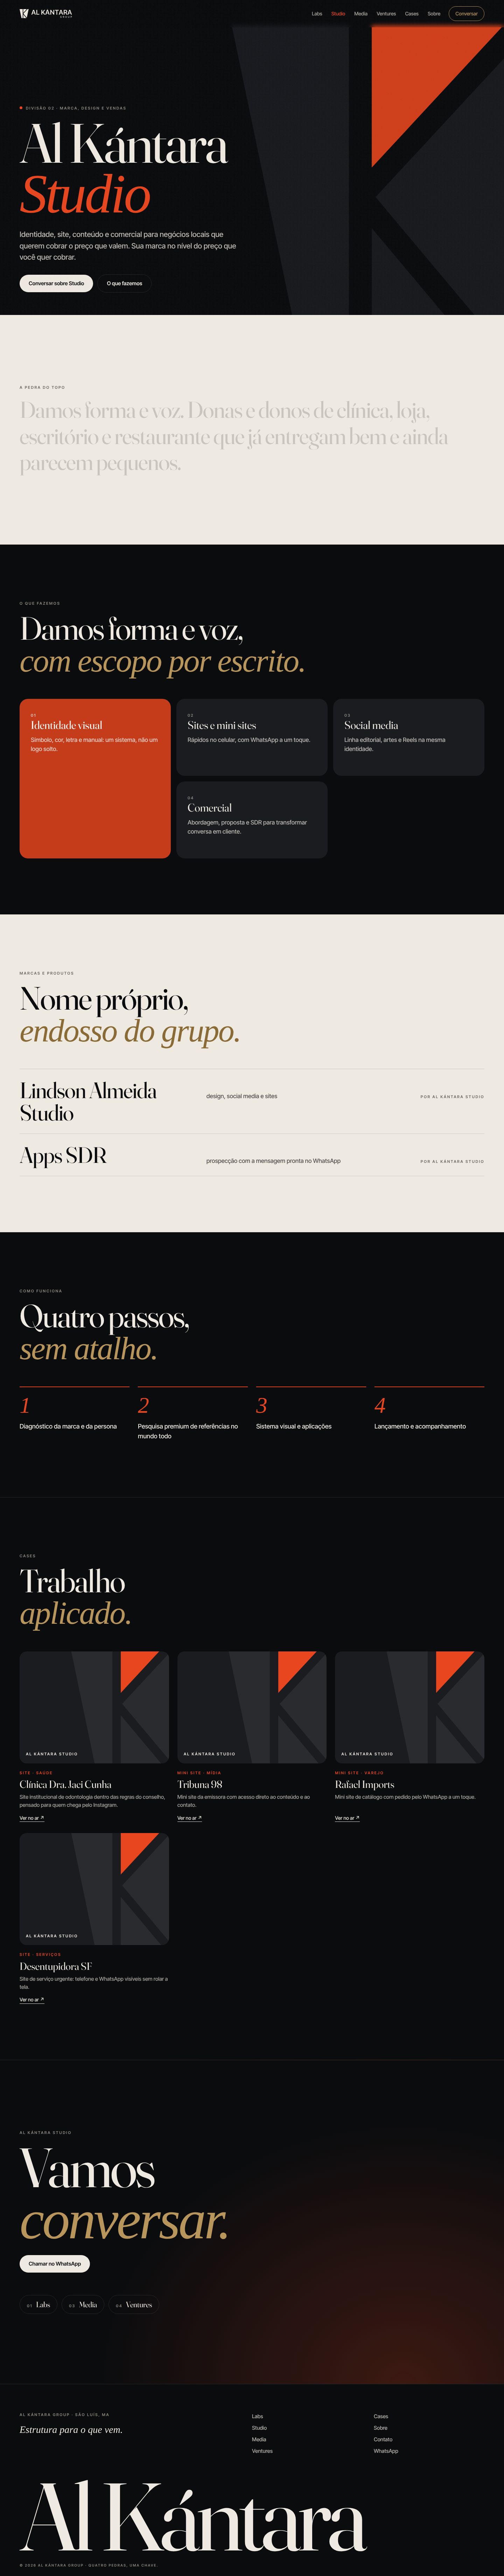 AL KÁNTARA
GROUP
Labs Studio Media Ventures Cases Sobre Conversar
DIVISÃO 02 · MARCA, DESIGN E VENDAS
Al Kántara
Studio
Identidade, site, conteúdo e comercial para negócios locais que
querem cobrar o preço que valem. Sua marca no nível do preço que
você quer cobrar.
Conversar sobre Studio
O que fazemos
A PEDRA DO TOPO
Damos forma e voz. Donas e donos de clínica, loja,
escritório e restaurante que já entregam bem e ainda
parecem pequenos.
O QUE FAZEMOS
Damos forma e voz,
com escopo por escrito.
01
Identidade visual
Símbolo, cor, letra e manual: um sistema, não um
logo solto.
02
Sites e mini sites
Rápidos no celular, com WhatsApp a um toque.
03
Social media
Linha editorial, artes e Reels na mesma
identidade.
04
Comercial
Abordagem, proposta e SDR para transformar
conversa em cliente.
MARCAS E PRODUTOS
Nome próprio,
endosso do grupo.
Lindson Almeida
Studio
design, social media e sites
POR AL KÁNTARA STUDIO
Apps SDR
prospecção com a mensagem pronta no WhatsApp
POR AL KÁNTARA STUDIO
COMO FUNCIONA
Quatro passos,
sem atalho.
1
Diagnóstico da marca e da persona
2
Pesquisa premium de referências no
mundo todo
3
Sistema visual e aplicações
4
Lançamento e acompanhamento
CASES
Trabalho
aplicado.
AL KÁNTARA STUDIO
SITE · SAÚDE
Clínica Dra. Jaci Cunha
Site institucional de odontologia dentro das regras do conselho,
pensado para quem chega pelo Instagram.
Ver no ar ↗
AL KÁNTARA STUDIO
MINI SITE · MÍDIA
Tribuna 98
Mini site da emissora com acesso direto ao conteúdo e ao
contato.
Ver no ar ↗
AL KÁNTARA STUDIO
MINI SITE · VAREJO
Rafael Imports
Mini site de catálogo com pedido pelo WhatsApp a um toque.
Ver no ar ↗
AL KÁNTARA STUDIO
SITE · SERVIÇOS
Desentupidora SF
Site de serviço urgente: telefone e WhatsApp visíveis sem rolar a
tela.
Ver no ar ↗
AL KÁNTARA STUDIO
Vamos
conversar.
Chamar no WhatsApp
01 Labs
03 Media
04 Ventures
AL KÁNTARA GROUP · SÃO LUÍS, MA
Estrutura para o que vem.
Labs
Studio
Media
Ventures
Cases
Sobre
Contato
WhatsApp
Al Kántara
© 2026 AL KÁNTARA GROUP · QUATRO PEDRAS, UMA CHAVE.